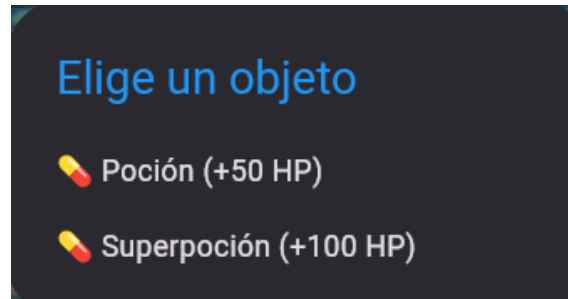 Elige un objeto
💊 Poción (+50 HP)
💊 Superpoción (+100 HP)